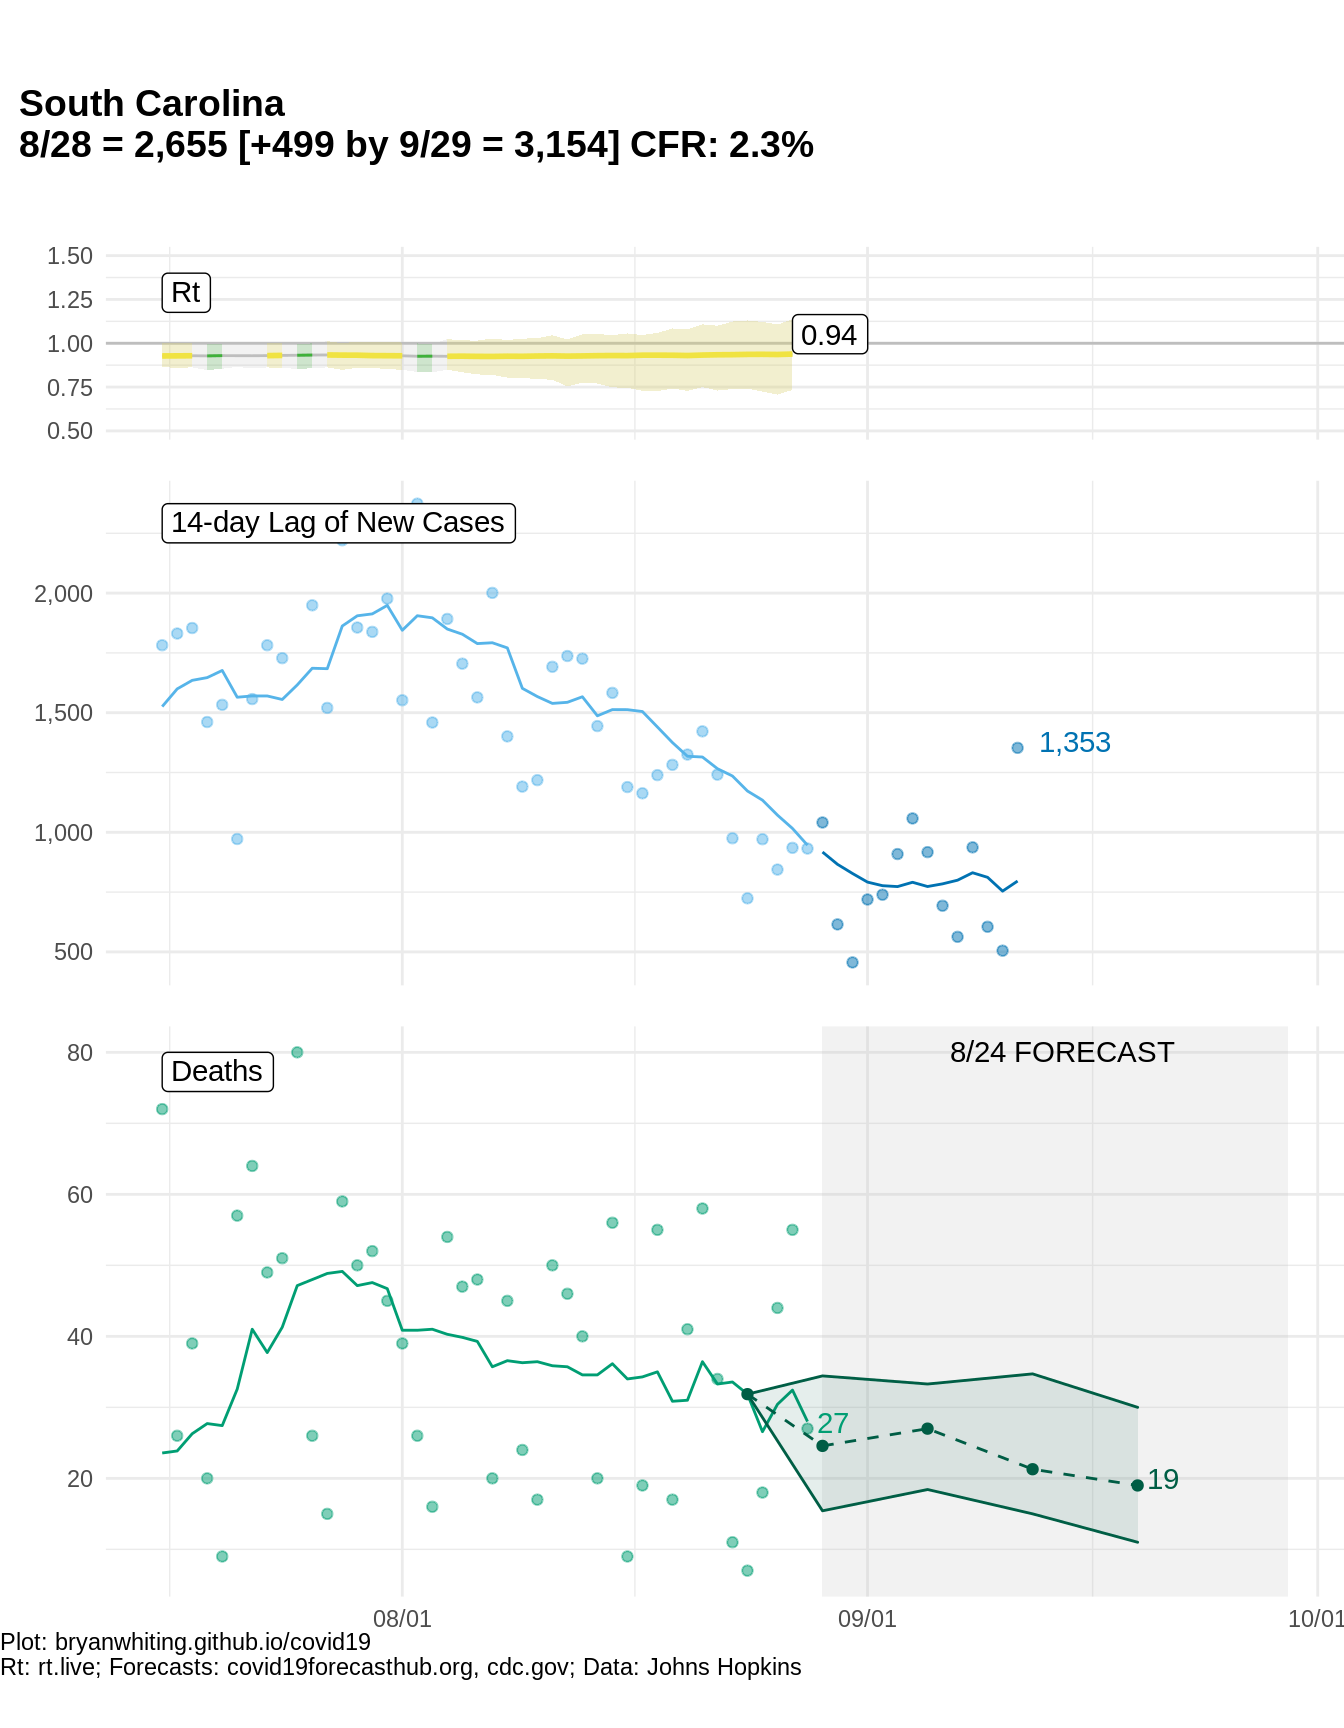 South Carolina
8/28 = 2,655 [+499 by 9/29 = 3,154] CFR: 2.3%
1.50
1.25
1.00
0.75
0.50
Rt
0.94
14-day Lag of New Cases
2,000
1,500
1,000
500
1,353
80
60
40
20
Deaths
8/24 FORECAST
27
19
08/01
09/01
10/01
Plot: bryanwhiting.github.io/covid19
Rt: rt.live; Forecasts: covid19forecasthub.org, cdc.gov; Data: Johns Hopkins